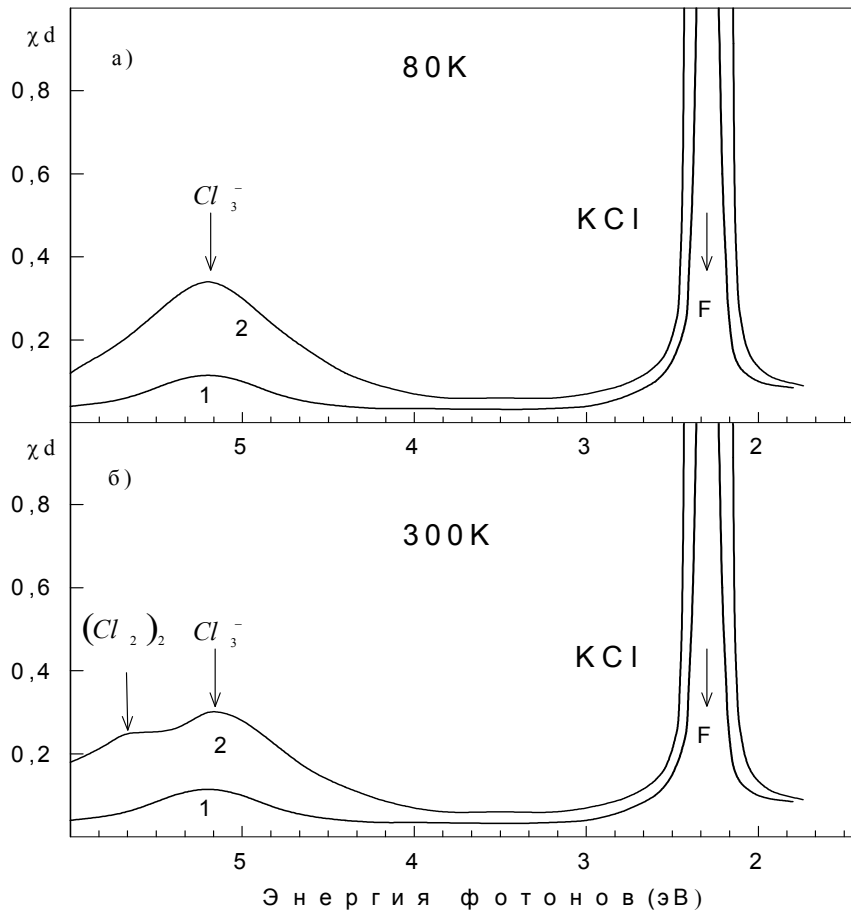 χd
а)
80K
0,8
0,6
Cl₃⁻
KCl
0,4
2
F
0,2
1
5 4 3 2
χd
б)
300K
0,8
0,6
(Cl₂)₂ Cl₃⁻
KCl
0,4
2
F
0,2
1
5 4 3 2
Энергия фотонов (эВ)